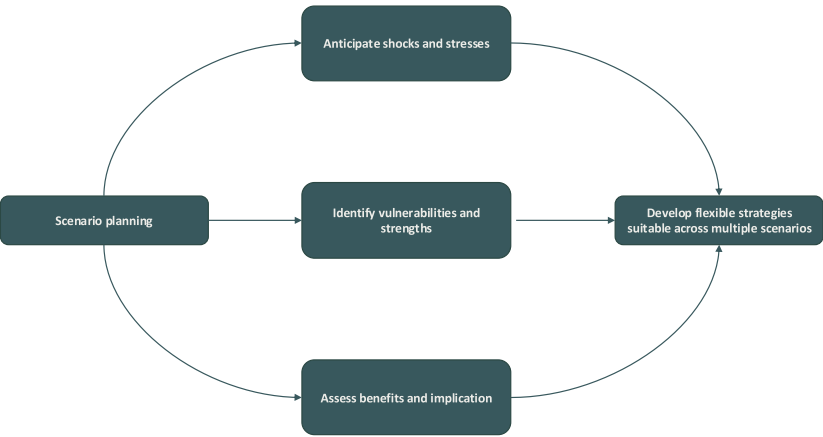 Anticipate shocks and stresses
Scenario planning
Identify vulnerabilities and
strengths
Develop flexible strategies
suitable across multiple scenarios
Assess benefits and implication